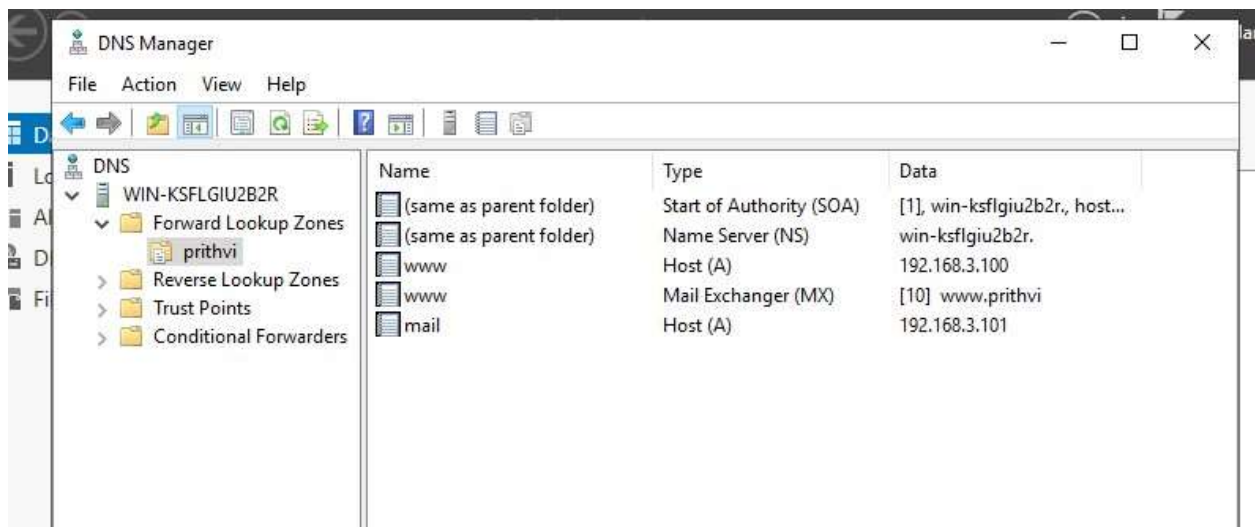 DNS Manager
File Action View Help
DNS
WIN-KSFLGIU2B2R
Forward Lookup Zones
prithvi
Reverse Lookup Zones
Trust Points
Conditional Forwarders
Name Type Data
(same as parent folder) Start of Authority (SOA) [1], win-ksflgiu2b2r., host...
(same as parent folder) Name Server (NS) win-ksflgiu2b2r.
www Host (A) 192.168.3.100
www Mail Exchanger (MX) [10] www.prithvi
mail Host (A) 192.168.3.101